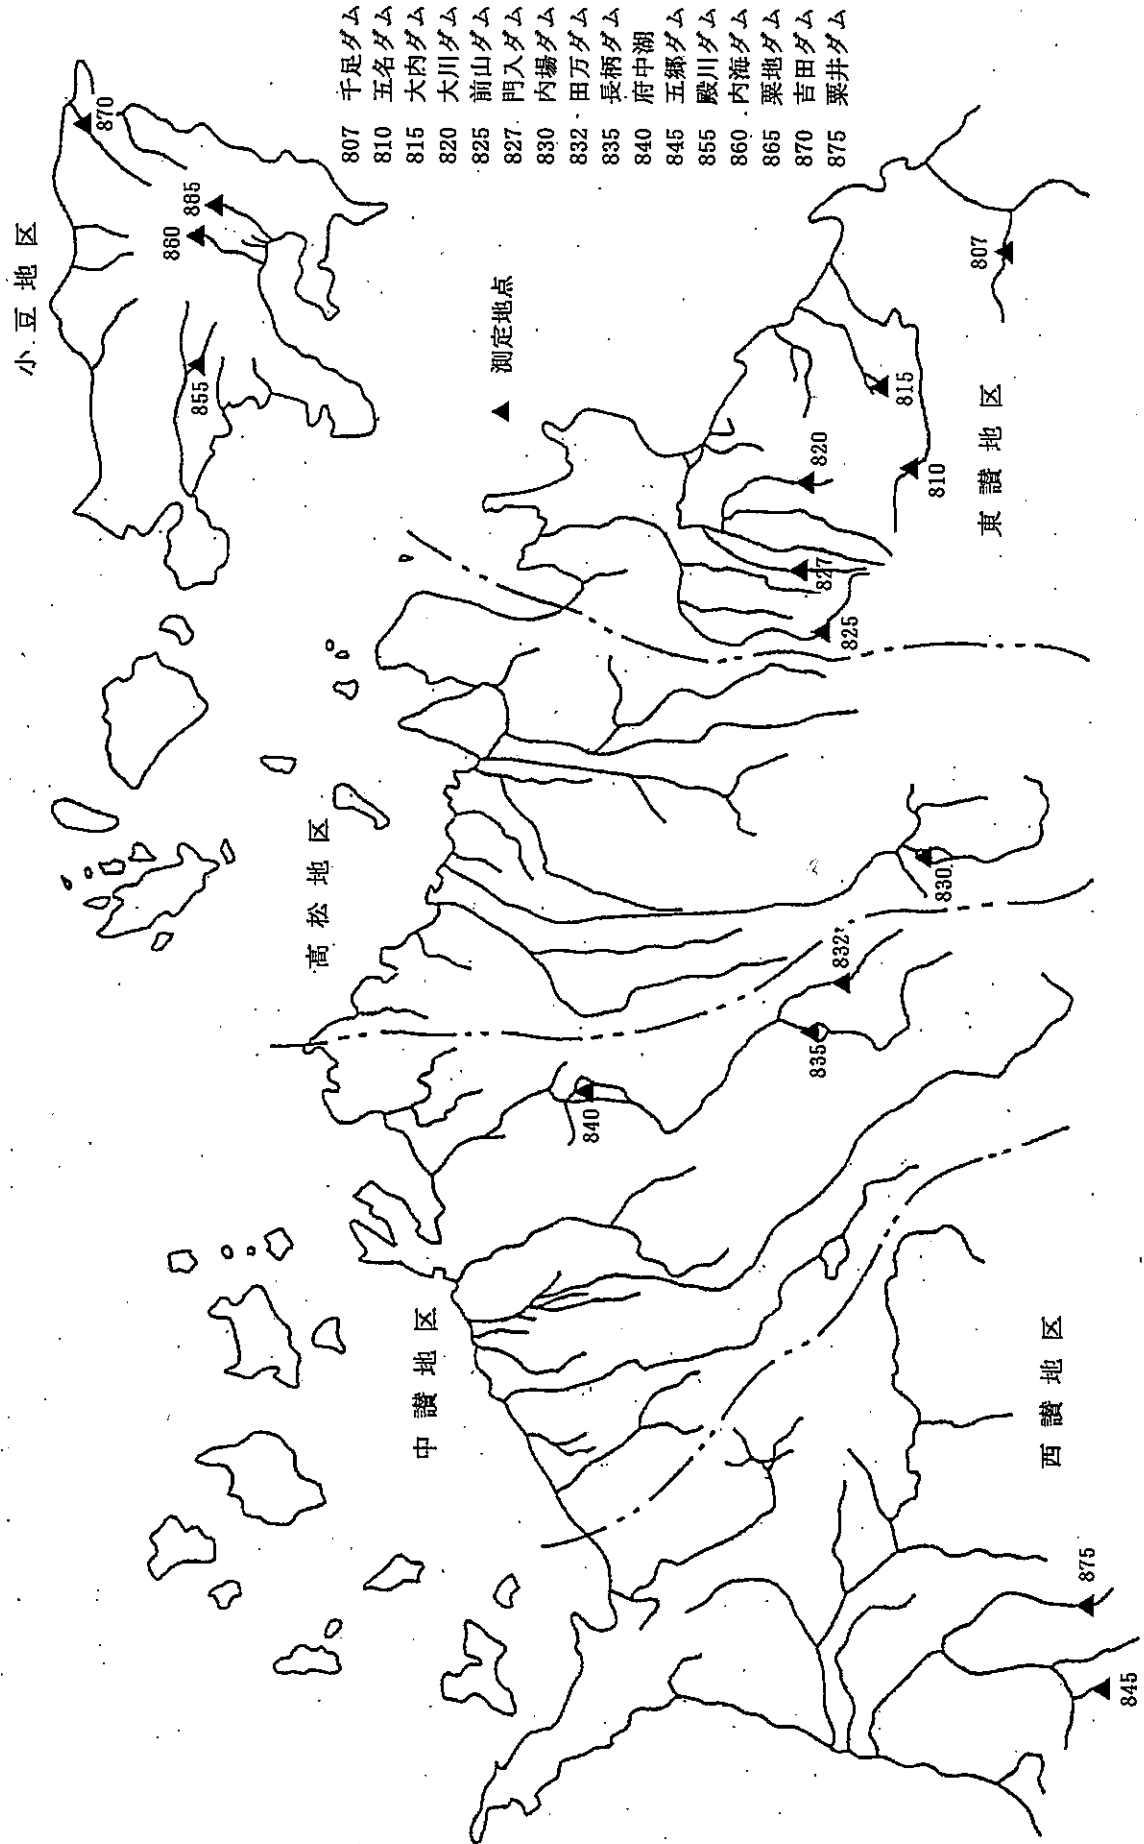 小豆地区
870
865
860
855
807 千足ダム
810 五名ダム
815 大内ダム
820 大川ダム
825 前山ダム
827 門入ダム
830 内場ダム
832 田万ダム
835 長柄ダム
840 府中湖
845 五郷ダム
855 殿川ダム
860 内海ダム
865 粟地ダム
870 吉田ダム
875 粟井ダム
▲ 測定地点
高松地区
中讃地区
東讃地区
西讃地区
807
815
810
820
827
825
830
832
835
840
875
845